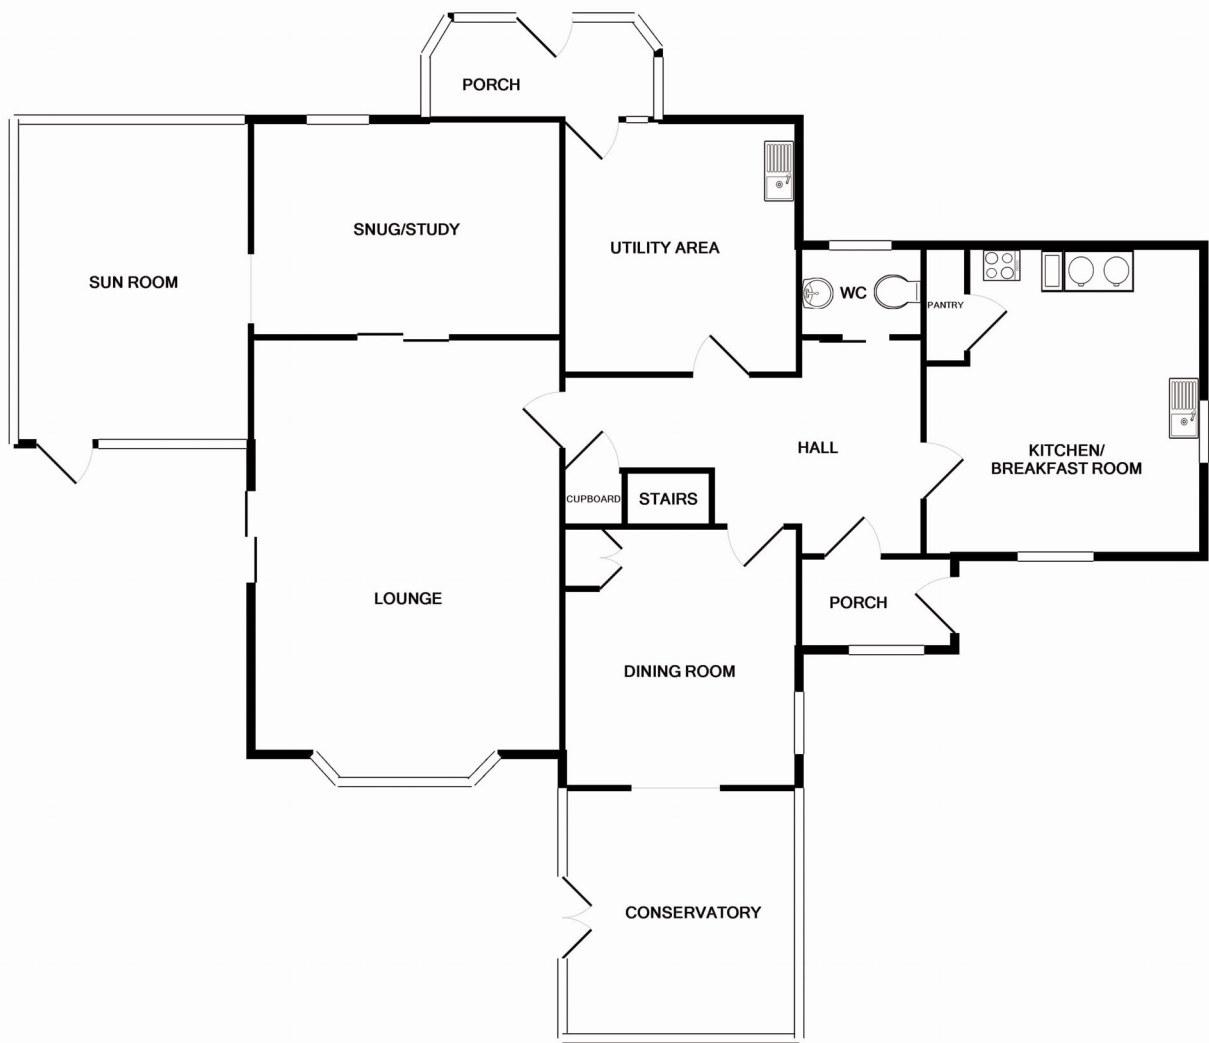 PORCH
SNUG/STUDY
UTILITY AREA
SUN ROOM
WC
PANTRY
HALL
KITCHEN/
BREAKFAST ROOM
CUPBOARD
STAIRS
LOUNGE
PORCH
DINING ROOM
CONSERVATORY